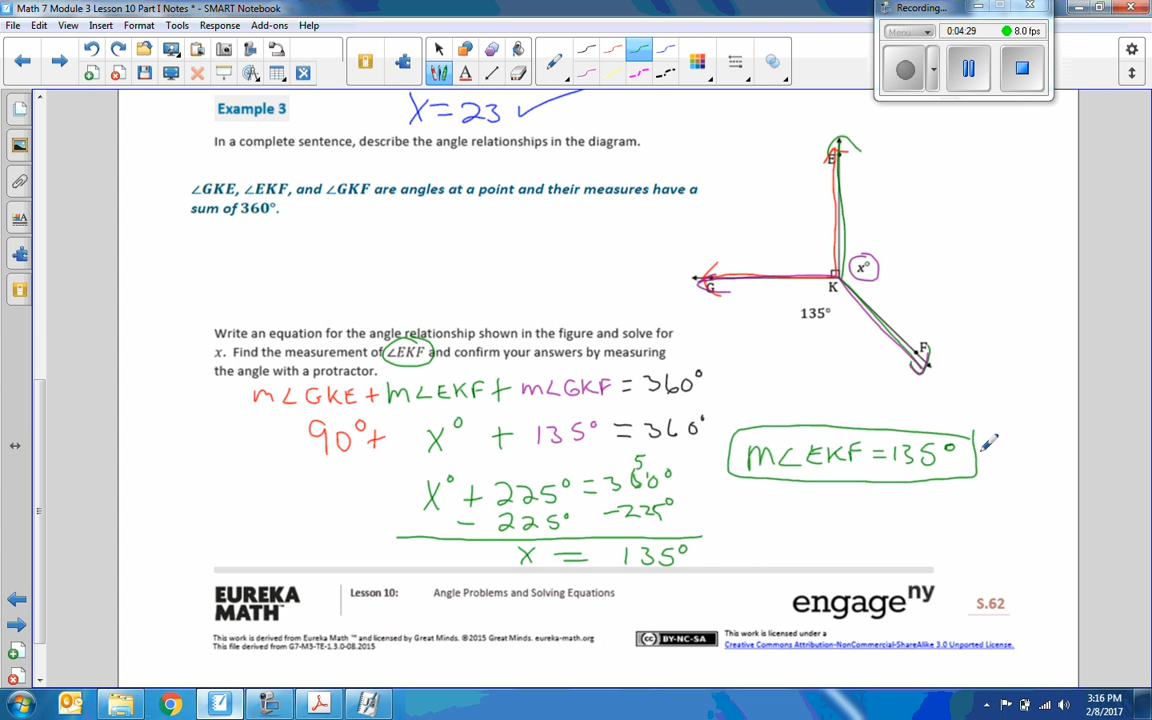 Math 7 Module 3 Lesson 10 Part I Notes * - SMART Notebook
Recording...
File Edit View Insert Format Tools Response Add-ons Help
Menu 0:04:29 8.0 fps
Example 3
X = 23 ✓
In a complete sentence, describe the angle relationships in the diagram.
∠GKE, ∠EKF, and ∠GKF are angles at a point and their measures have a
sum of 360°.
E
x°
G
K
135°
F
Write an equation for the angle relationship shown in the figure and solve for
x. Find the measurement of ∠EKF and confirm your answers by measuring
the angle with a protractor.
m∠GKE + m∠EKF + m∠GKF = 360°
90° + x° + 135° = 360°
m∠EKF = 135°
5
x° + 225° = 360°
- 225° -225°
x = 135°
EUREKA
MATH™
Lesson 10: Angle Problems and Solving Equations
engage ny
S.62
This work is derived from Eureka Math ™ and licensed by Great Minds. ©2015 Great Minds. eureka-math.org
This file derived from G7-M3-TE-1.3.0-08.2015
cc BY-NC-SA
This work is licensed under a
Creative Commons Attribution-NonCommercial-ShareAlike 3.0 Unported License.
3:16 PM
2/8/2017